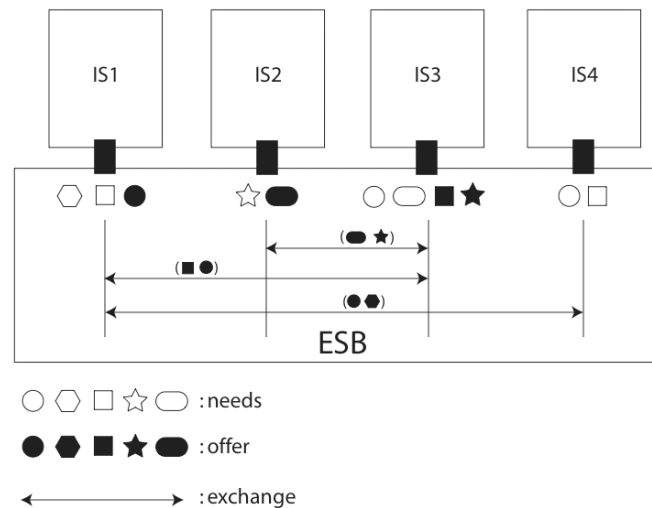 IS1 IS2 IS3 IS4
( )
( )
( )
ESB
: needs
: offer
: exchange